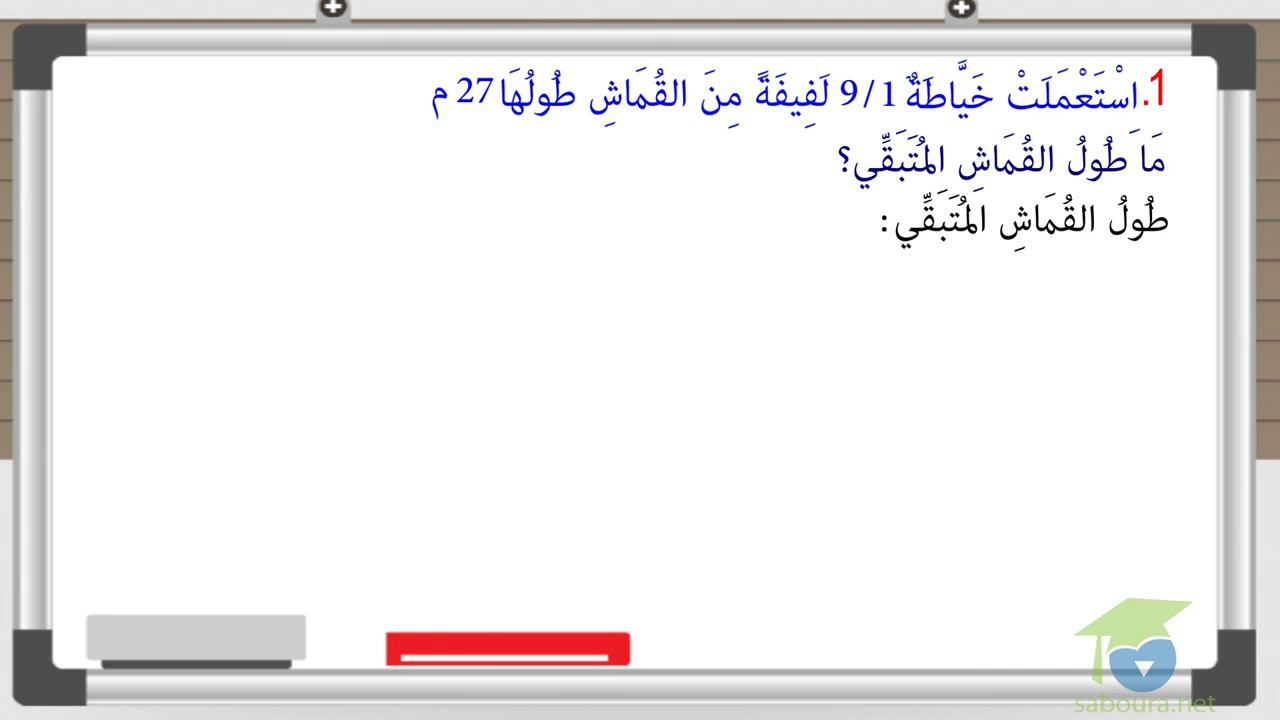 1. اسْتَعْمَلَتْ خَيَّاطَةٌ 9/1 لَفِيفَةً مِنَ القُمَاشِ طُولُهَا 27 م
مَا طُولُ القُمَاشِ المُتَبَقِّي؟
طُولُ القُمَاشِ المُتَبَقِّي:
saboura.net